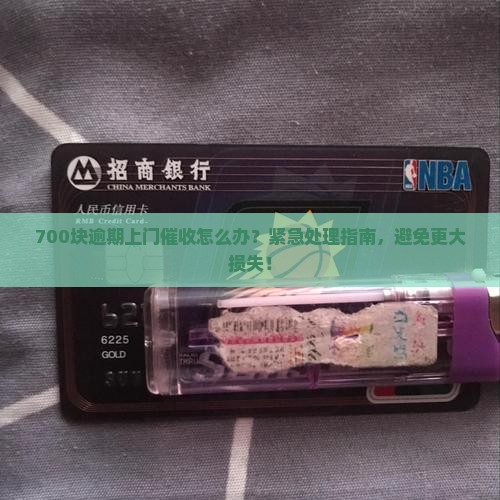 招商银行
CHINA MERCHANTS BANK
NBA
人民币信用卡
RMB Credit Card
700块逾期上门催收怎么办？紧急处理指南，避免更大
损失！
6225
GOLD
THRU